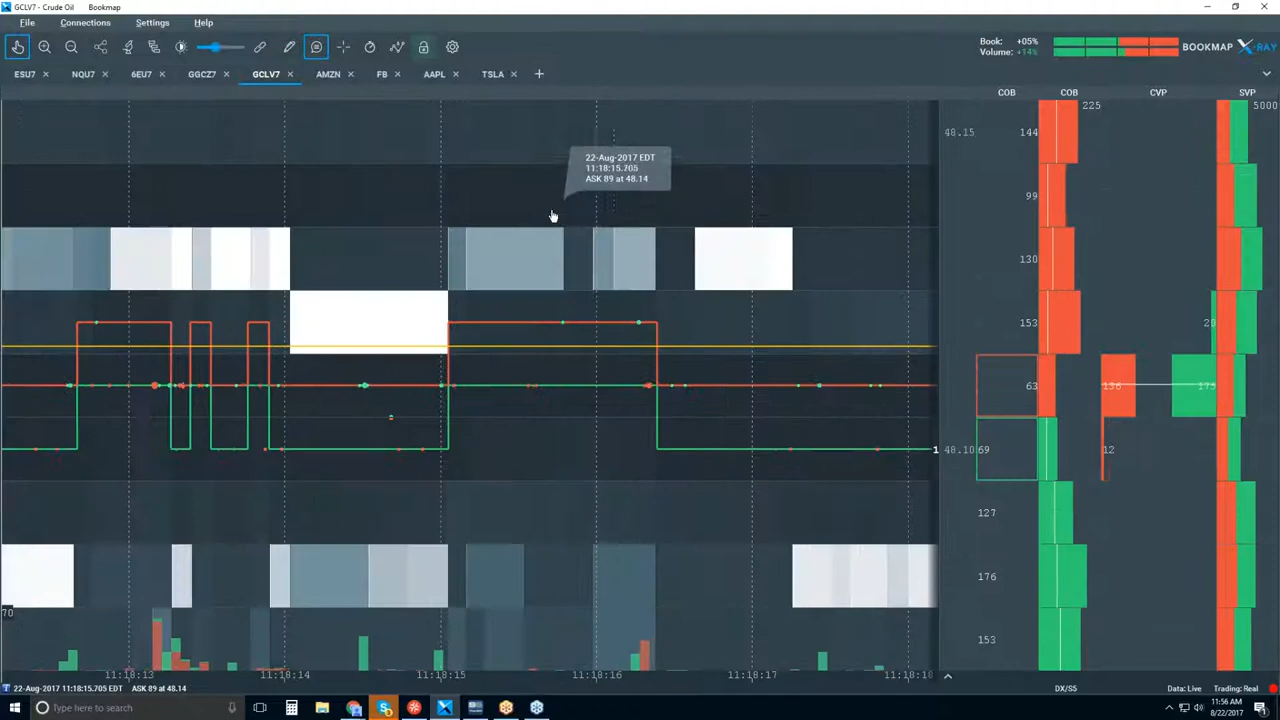 GCLV7 - Crude Oil Bookmap
File Connections Settings Help
Book: +05%
Volume: +14%
BOOKMAP X-RAY
ESU7 NQU7 6EU7 GGCZ7 GCLV7 AMZN FB AAPL TSLA
COB COB CVP SVP
225 5000
48.15 144
99
130
153 20
63 136 175
1 48.10 69 12
127
176
153
22-Aug-2017 EDT
11:18:15.705
ASK 89 at 48.14
70
11:18:13 11:18:14 11:18:15 11:18:16 11:18:17 11:18:18
22-Aug-2017 11:18:15.705 EDT ASK 89 at 48.14 DX/S5 Data: Live Trading: Real
Type here to search
11:56 AM
8/22/2017
1